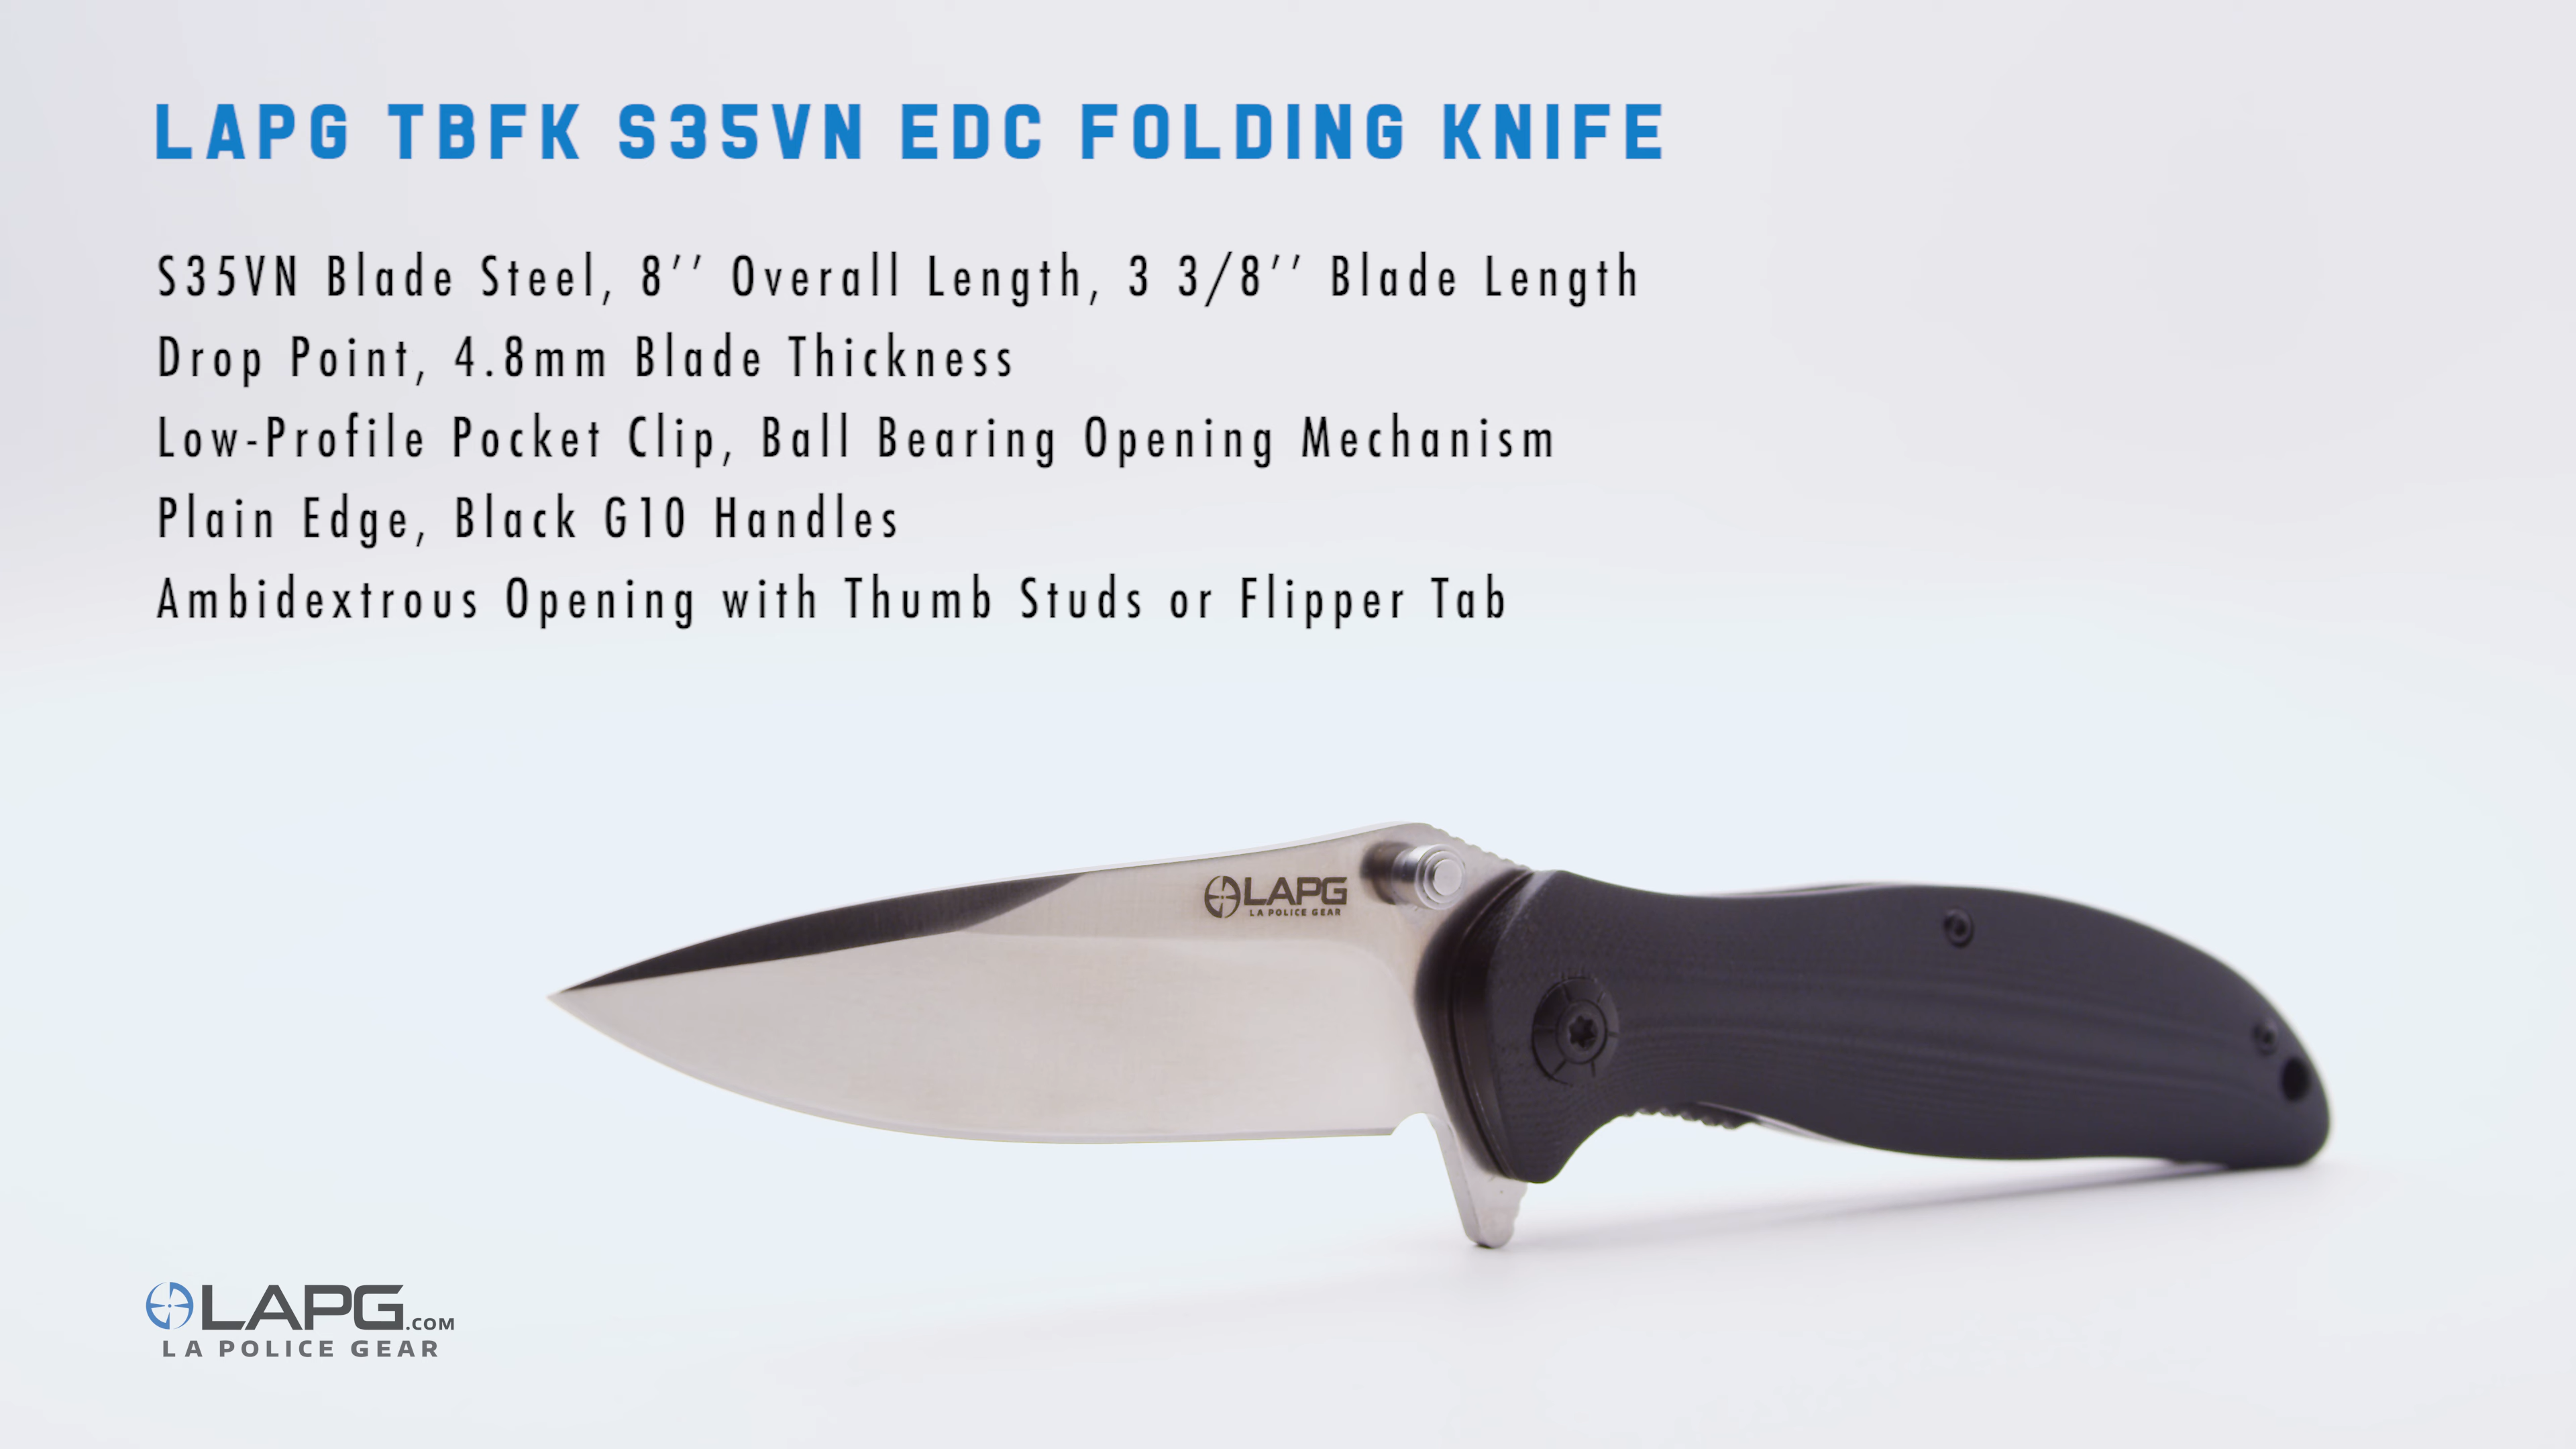 LAPG TBFK S35VN EDC FOLDING KNIFE
S35VN Blade Steel, 8’’ Overall Length, 3 3/8’’ Blade Length
Drop Point, 4.8mm Blade Thickness
Low-Profile Pocket Clip, Ball Bearing Opening Mechanism
Plain Edge, Black G10 Handles
Ambidextrous Opening with Thumb Studs or Flipper Tab
LAPG
LA POLICE GEAR
LAPG.COM
LA POLICE GEAR